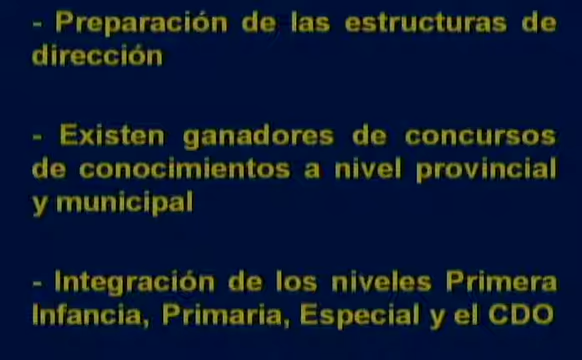 - Preparación de las estructuras de
dirección
- Existen ganadores de concursos
de conocimientos a nivel provincial
y municipal
- Integración de los niveles Primera
Infancia, Primaria, Especial y el CDO